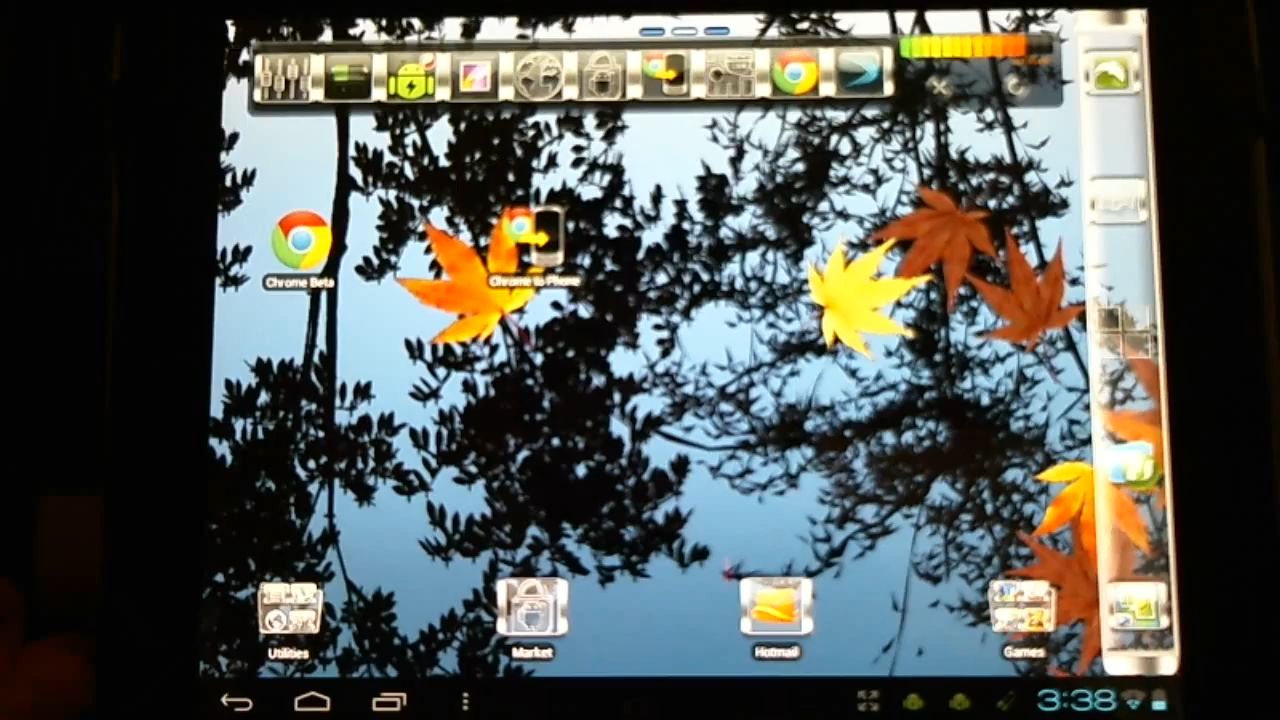 Chrome Beta
Chrome to Phone
Utilities
Market
Hotmail
Games
3:38